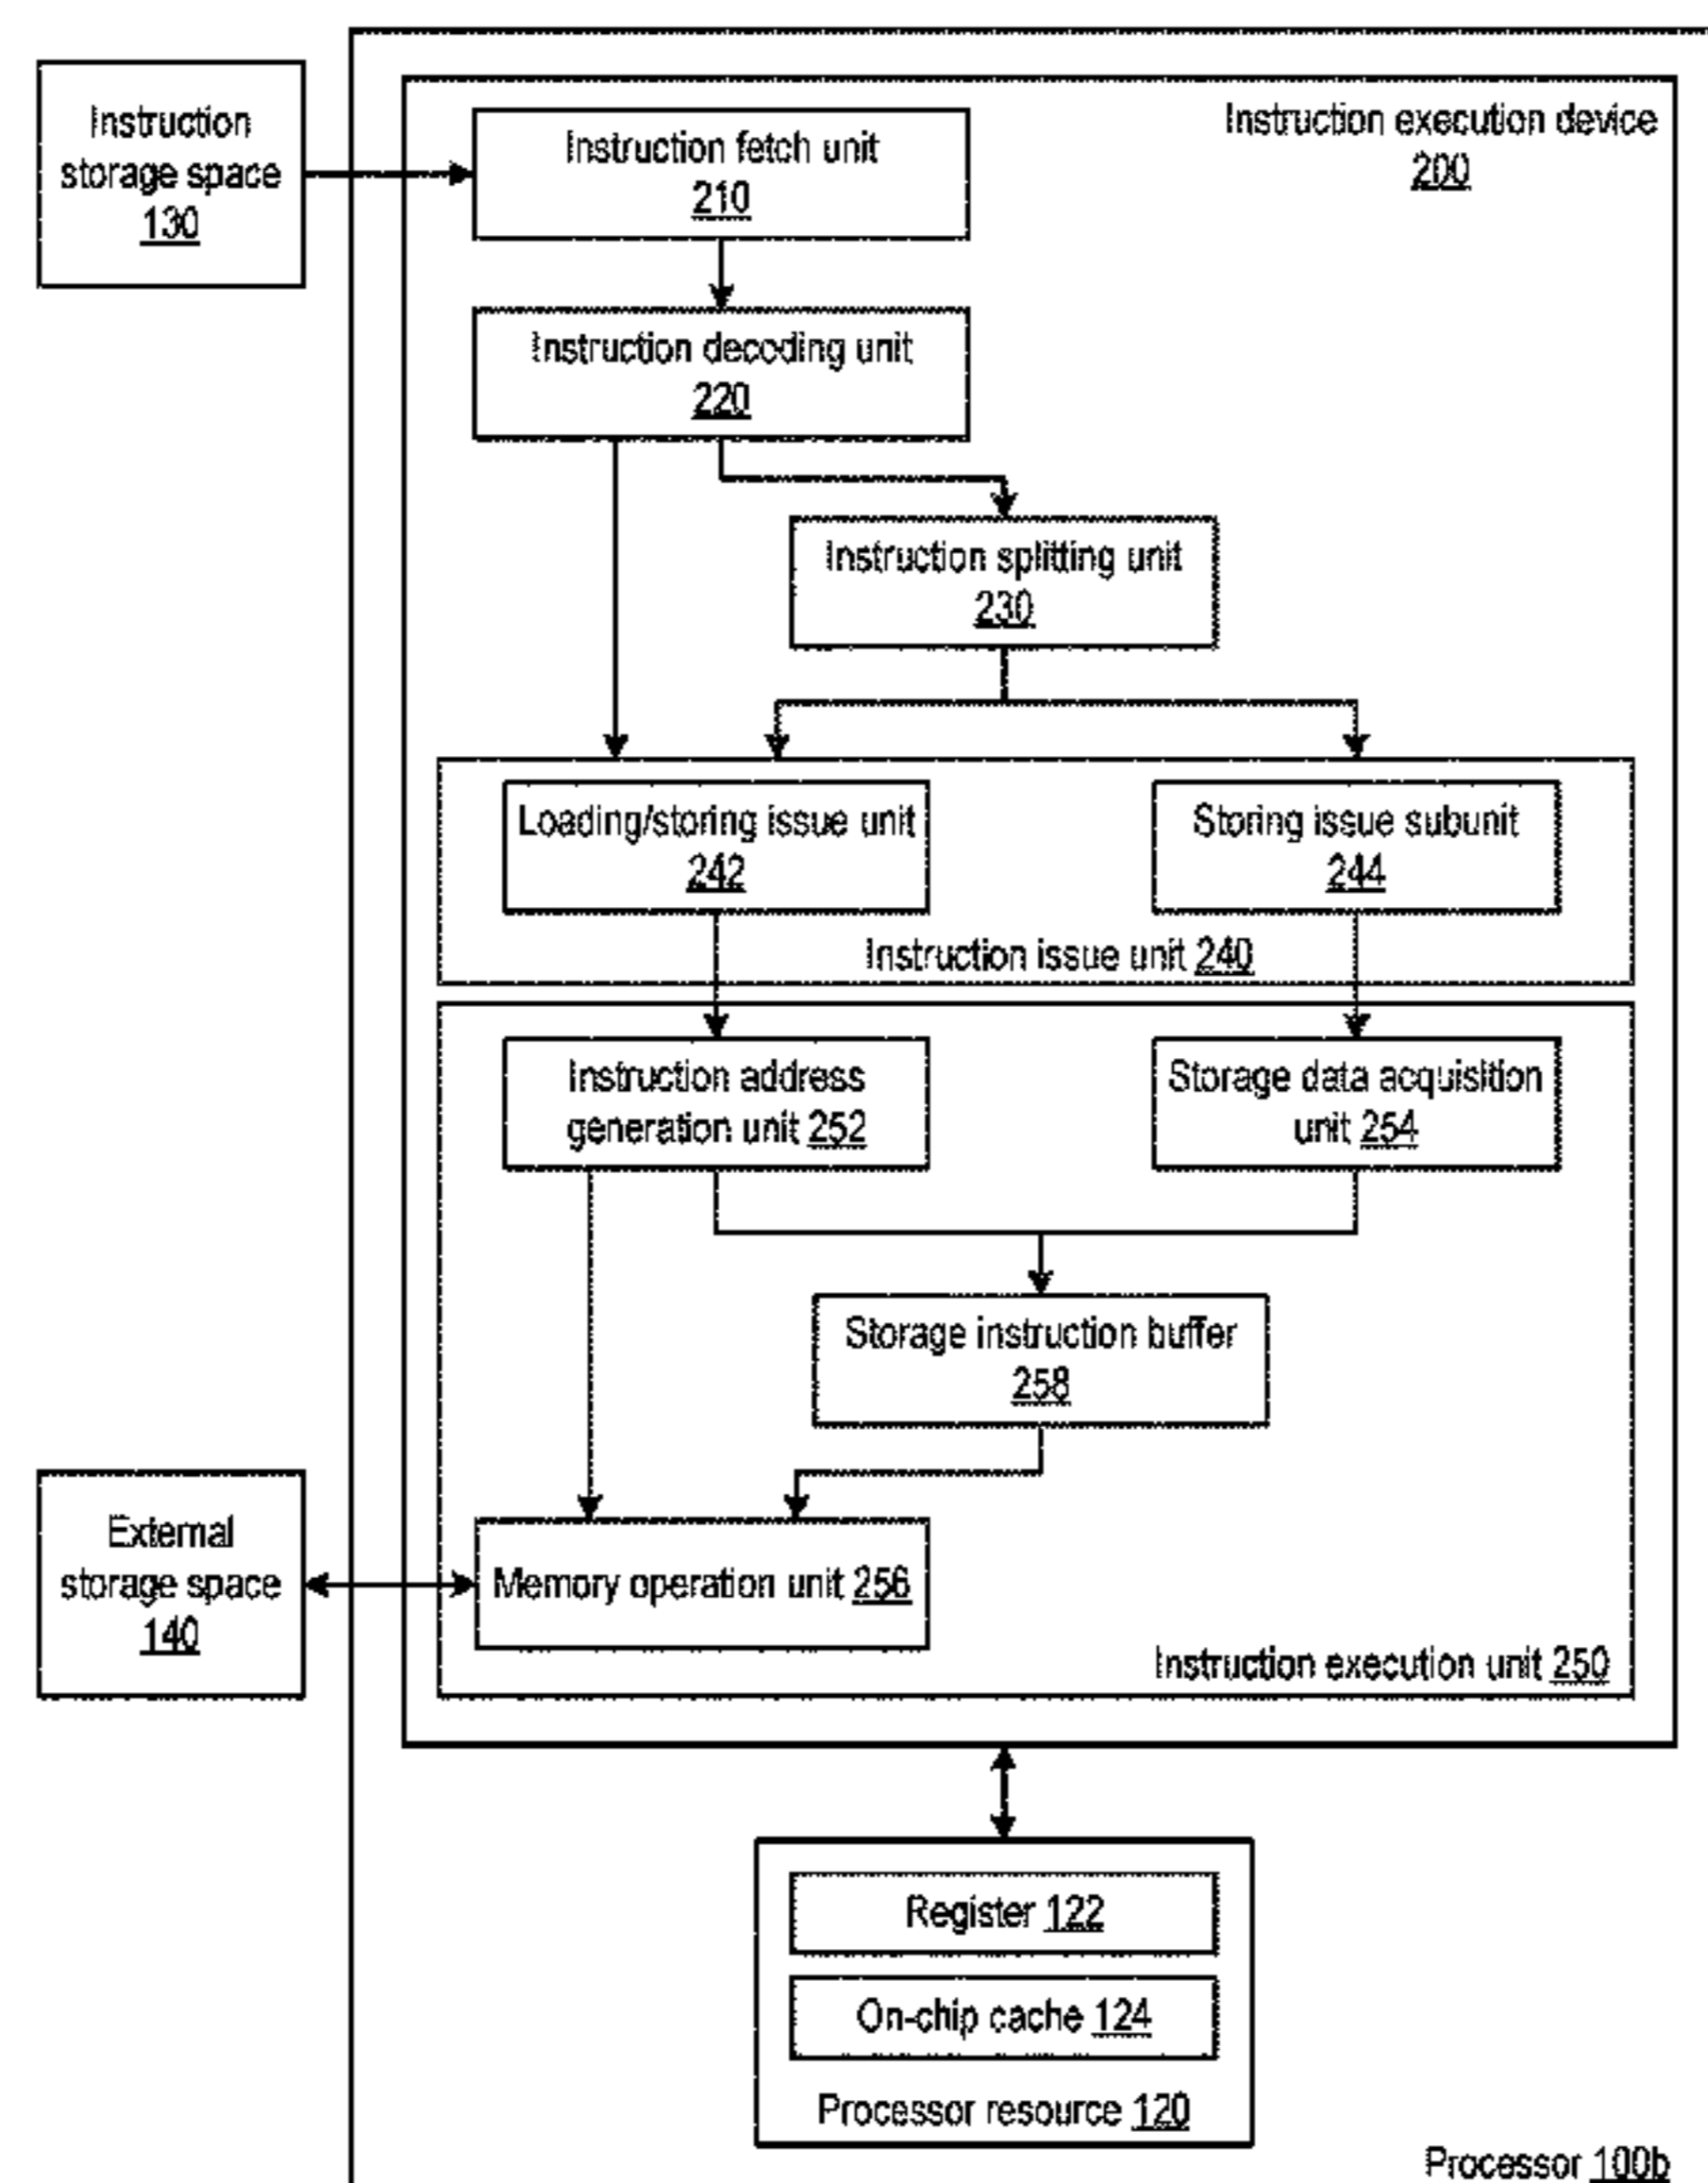 Instruction
storage space
130
Instruction execution device
200
Instruction fetch unit
210
Instruction decoding unit
220
Instruction splitting unit
230
Loading/storing issue unit
242
Storing issue subunit
244
Instruction issue unit 240
Instruction address
generation unit 252
Storage data acquisition
unit 254
Storage instruction buffer
258
External
storage space
140
Memory operation unit 256
Instruction execution unit 250
Register 122
On-chip cache 124
Processor resource 120
Processor 100b